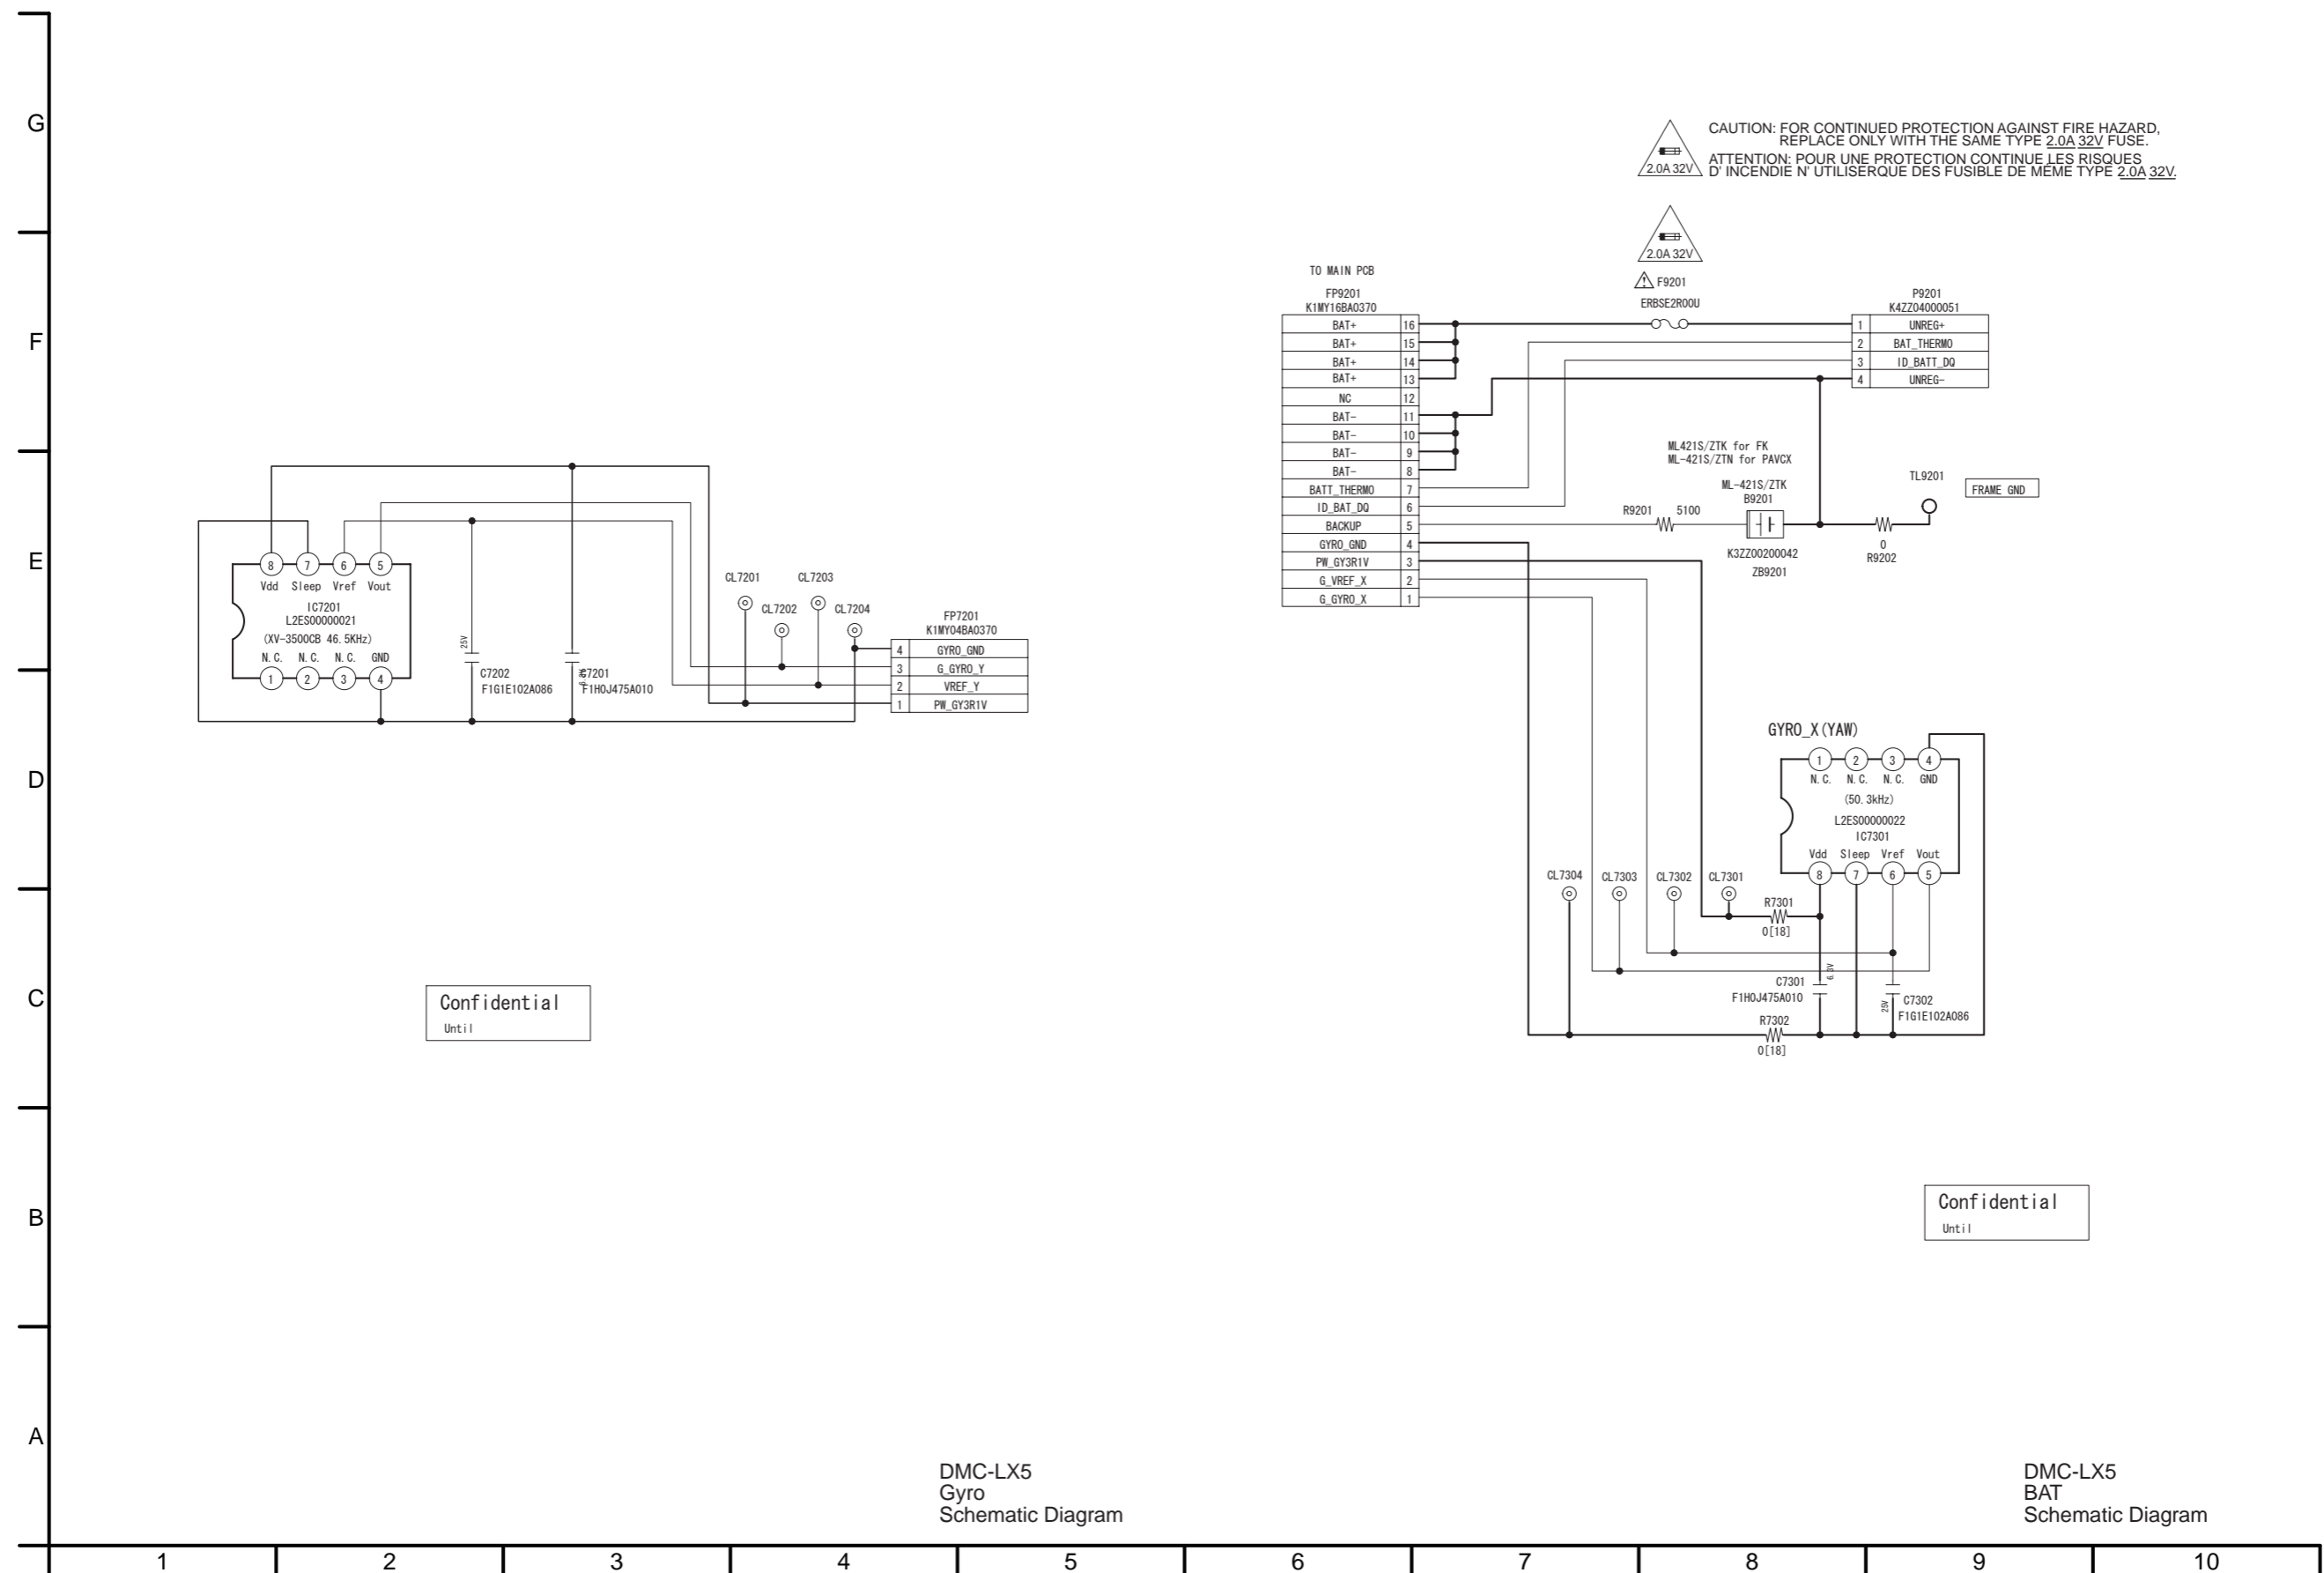 G
F
E
D
C
B
A
CAUTION: FOR CONTINUED PROTECTION AGAINST FIRE HAZARD,
REPLACE ONLY WITH THE SAME TYPE 2.0A 32V FUSE.
ATTENTION: POUR UNE PROTECTION CONTINUE LES RISQUES
D' INCENDIE N' UTILISERQUE DES FUSIBLE DE MÊME TYPE 2.0A 32V.
2.0A 32V
2.0A 32V
F9201
ERBSE2R00U
TO MAIN PCB
FP9201
K1MY16BA0370
BAT+ 16
BAT+ 15
BAT+ 14
BAT+ 13
NC 12
BAT- 11
BAT- 10
BAT- 9
BAT- 8
BATT_THERMO 7
ID_BAT_DQ 6
BACKUP 5
GYRO_GND 4
PW_GY3R1V 3
G_VREF_X 2
G_GYRO_X 1
P9201
K4ZZ04000051
1 UNREG+
2 BAT_THERMO
3 ID_BATT_DQ
4 UNREG-
ML421S/ZTK for FK
ML-421S/ZTN for PAVCX
ML-421S/ZTK
B9201
R9201 5100
K3ZZ00200042
ZB9201
TL9201
FRAME GND
0
R9202
8 7 6 5
Vdd Sleep Vref Vout
IC7201
L2ES00000021
(XV-3500CB 46.5KHz)
N.C. N.C. N.C. GND
1 2 3 4
25V
C7202
F1G1E102A086
C7201
6.3V
F1H0J475A010
CL7201
CL7202
CL7203
CL7204
FP7201
K1MY04BA0370
4 GYRO_GND
3 G_GYRO_Y
2 VREF_Y
1 PW_GY3R1V
GYRO_X(YAW)
1 2 3 4
N.C. N.C. N.C. GND
(50.3kHz)
L2ES00000022
IC7301
Vdd Sleep Vref Vout
8 7 6 5
CL7304
CL7303
CL7302
CL7301
R7301
0[18]
C7301
F1H0J475A010
6.3V
25V
C7302
F1G1E102A086
R7302
0[18]
Confidential
Until
Confidential
Until
DMC-LX5
Gyro
Schematic Diagram
DMC-LX5
BAT
Schematic Diagram
1 2 3 4 5 6 7 8 9 10